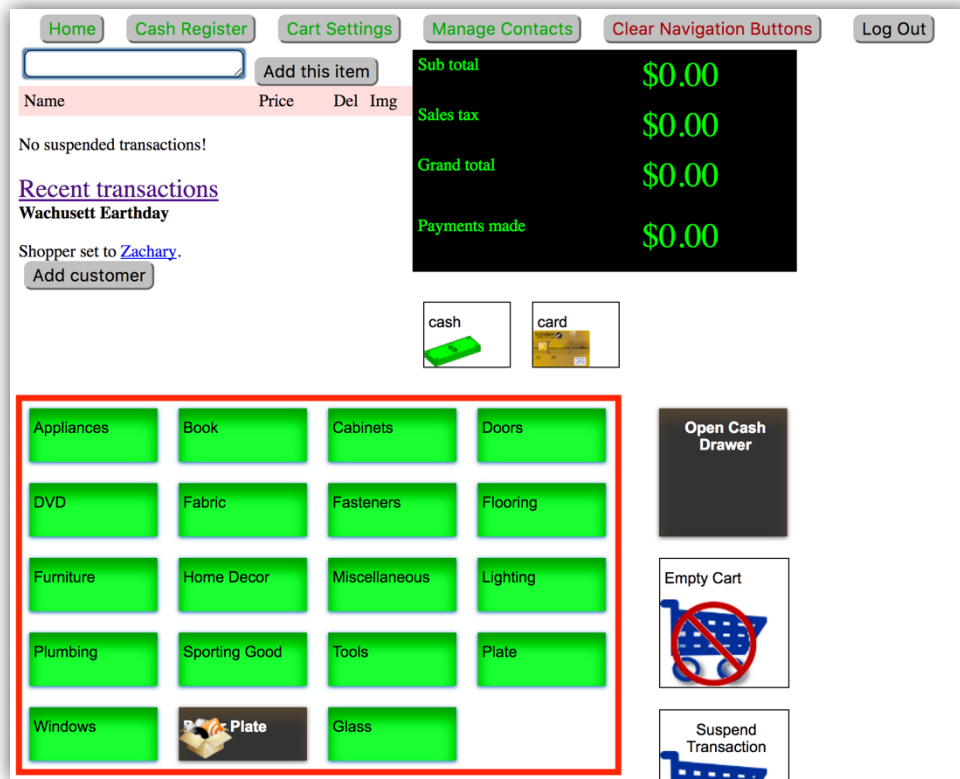 Home Cash Register Cart Settings Manage Contacts Clear Navigation Buttons Log Out
Add this item
Name Price Del Img
No suspended transactions!
Recent transactions
Wachusett Earthday
Shopper set to Zachary.
Add customer
Sub total $0.00
Sales tax $0.00
Grand total $0.00
Payments made $0.00
cash card
Appliances Book Cabinets Doors
DVD Fabric Fasteners Flooring
Furniture Home Decor Miscellaneous Lighting
Plumbing Sporting Good Tools Plate
Windows Plate Glass
Open Cash
Drawer
Empty Cart
Suspend
Transaction